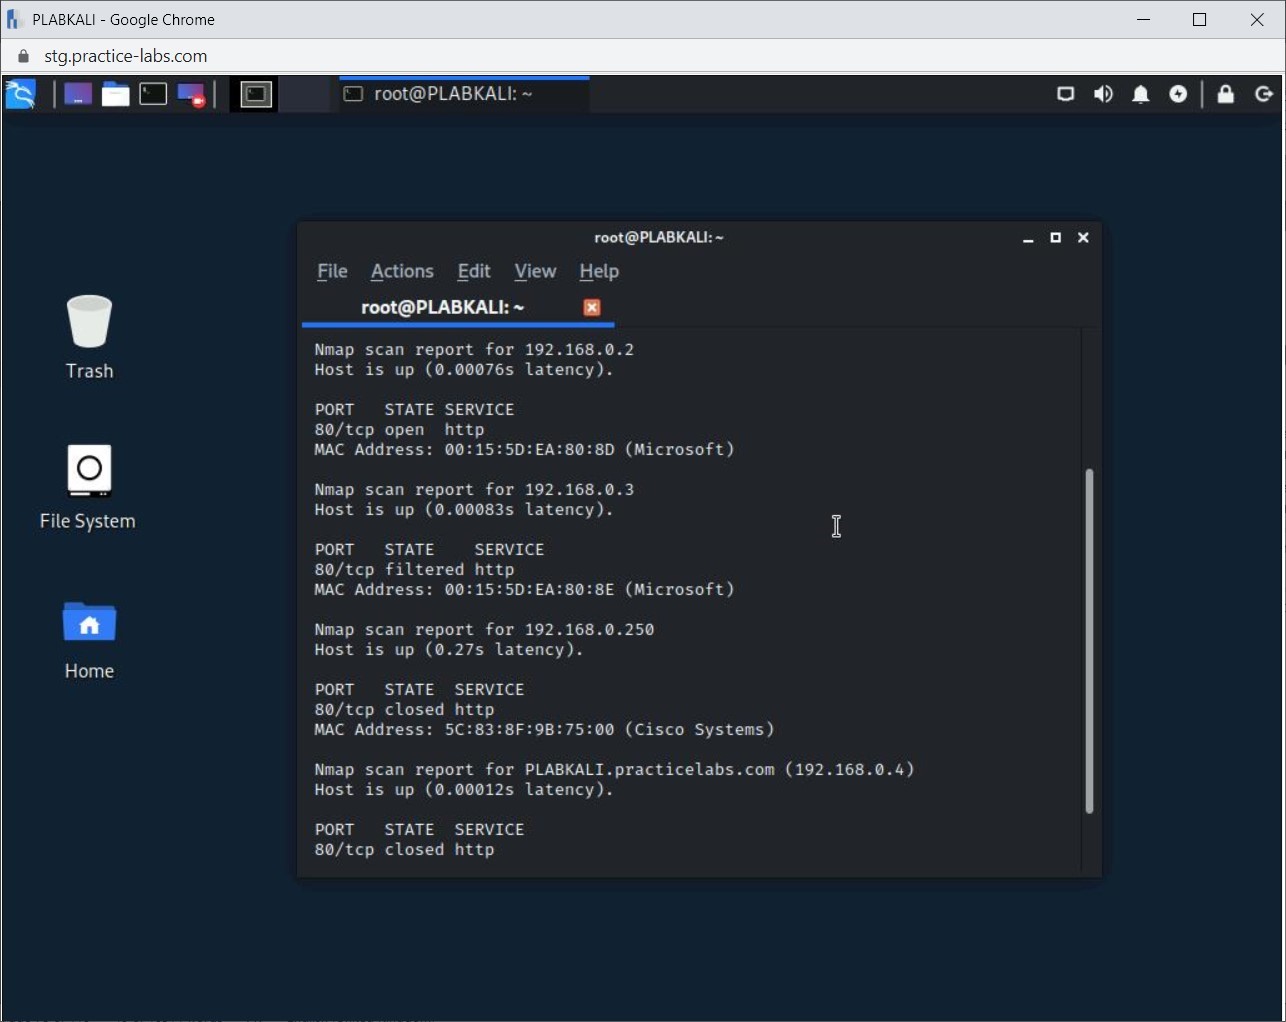 PLABKALI - Google Chrome
stg.practice-labs.com
root@PLABKALI: ~
root@PLABKALI:~
File Actions Edit View Help
root@PLABKALI: ~
Nmap scan report for 192.168.0.2
Host is up (0.00076s latency).
PORT   STATE SERVICE
80/tcp open  http
MAC Address: 00:15:5D:EA:80:8D (Microsoft)
Nmap scan report for 192.168.0.3
Host is up (0.00083s latency).
PORT   STATE    SERVICE
80/tcp filtered http
MAC Address: 00:15:5D:EA:80:8E (Microsoft)
Nmap scan report for 192.168.0.250
Host is up (0.27s latency).
PORT   STATE  SERVICE
80/tcp closed http
MAC Address: 5C:83:8F:9B:75:00 (Cisco Systems)
Nmap scan report for PLABKALI.practicelabs.com (192.168.0.4)
Host is up (0.00012s latency).
PORT   STATE  SERVICE
80/tcp closed http
Trash
File System
Home